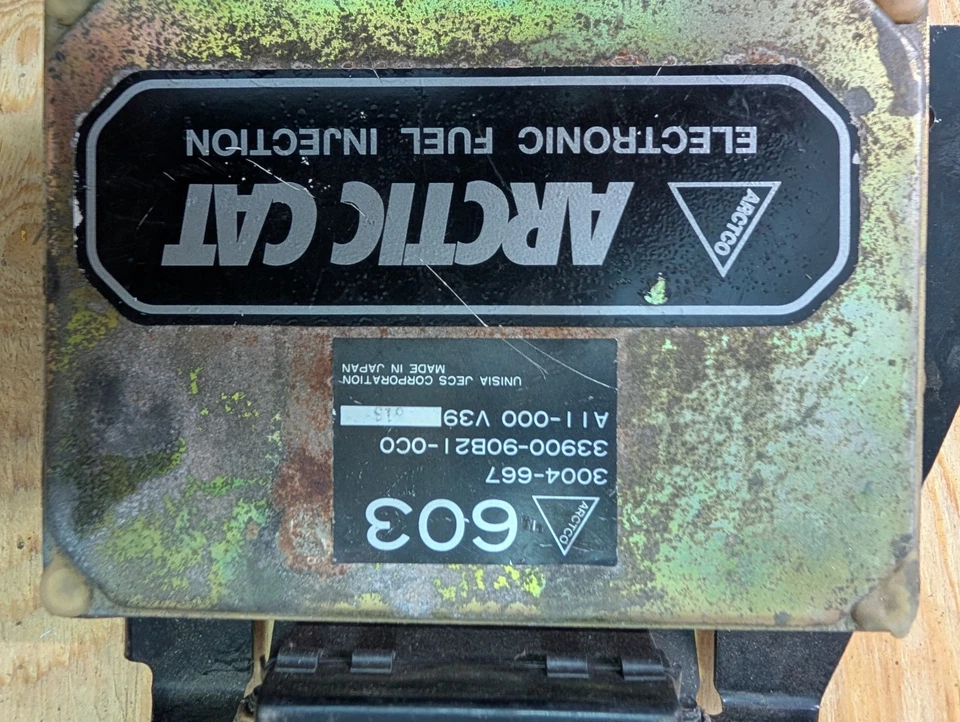 ELECTRONIC FUEL INJECTION
ARCTCO
ARCTIC CAT
ARCTCO
603
3004-667
33900-90B21-0C0
A11-000 V39
UNISIA JECS CORPORATION
MADE IN JAPAN